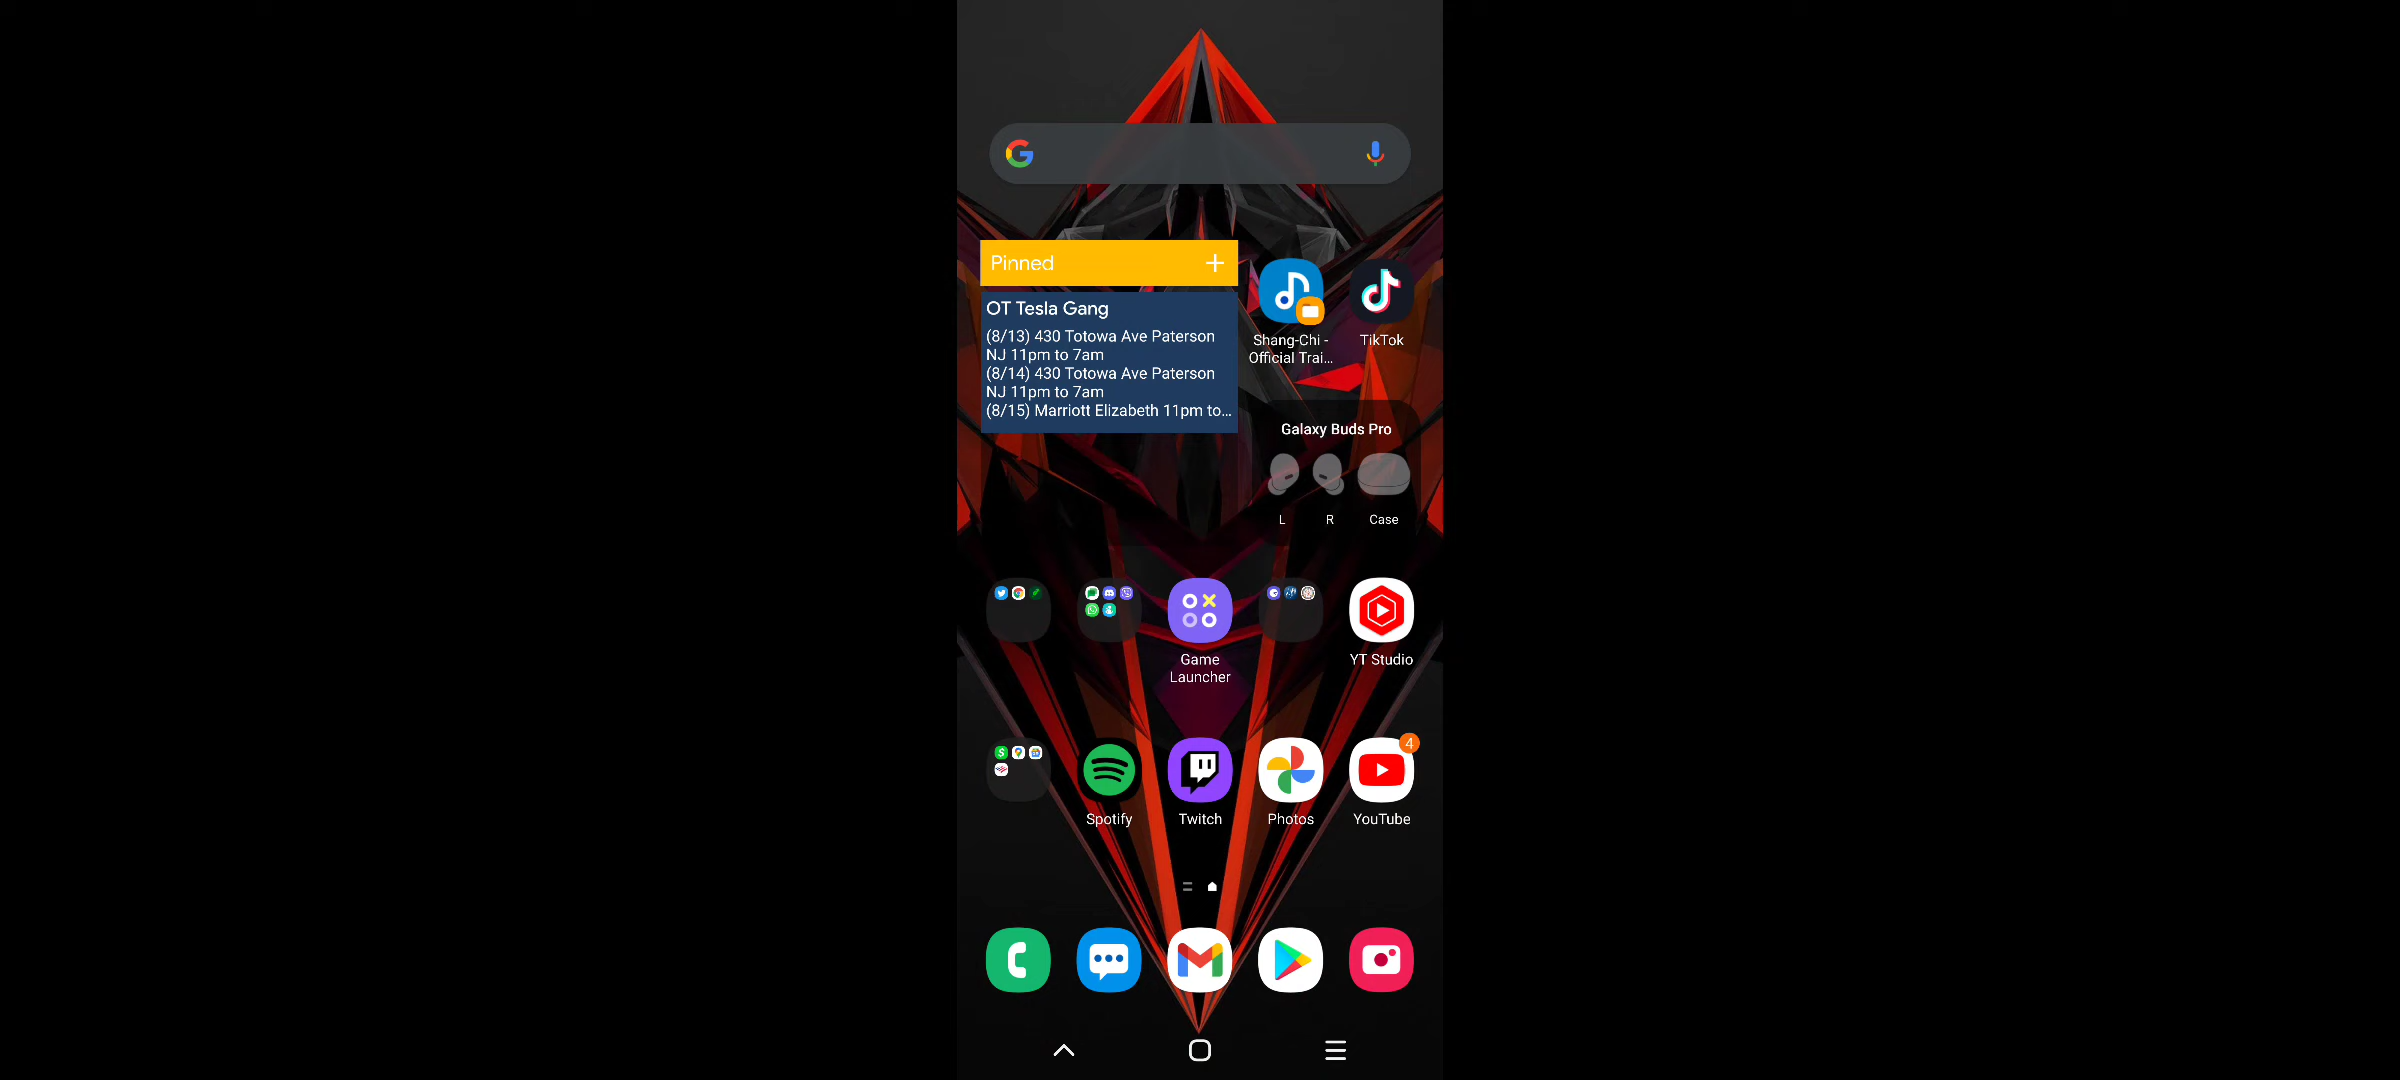 Pinned
OT Tesla Gang
(8/13) 430 Totowa Ave Paterson
NJ 11pm to 7am
(8/14) 430 Totowa Ave Paterson
NJ 11pm to 7am
(8/15) Marriott Elizabeth 11pm to...
Shang-Chi -
Official Trai...
TikTok
Galaxy Buds Pro
L
R
Case
Game
Launcher
YT Studio
4
Spotify
Twitch
Photos
YouTube